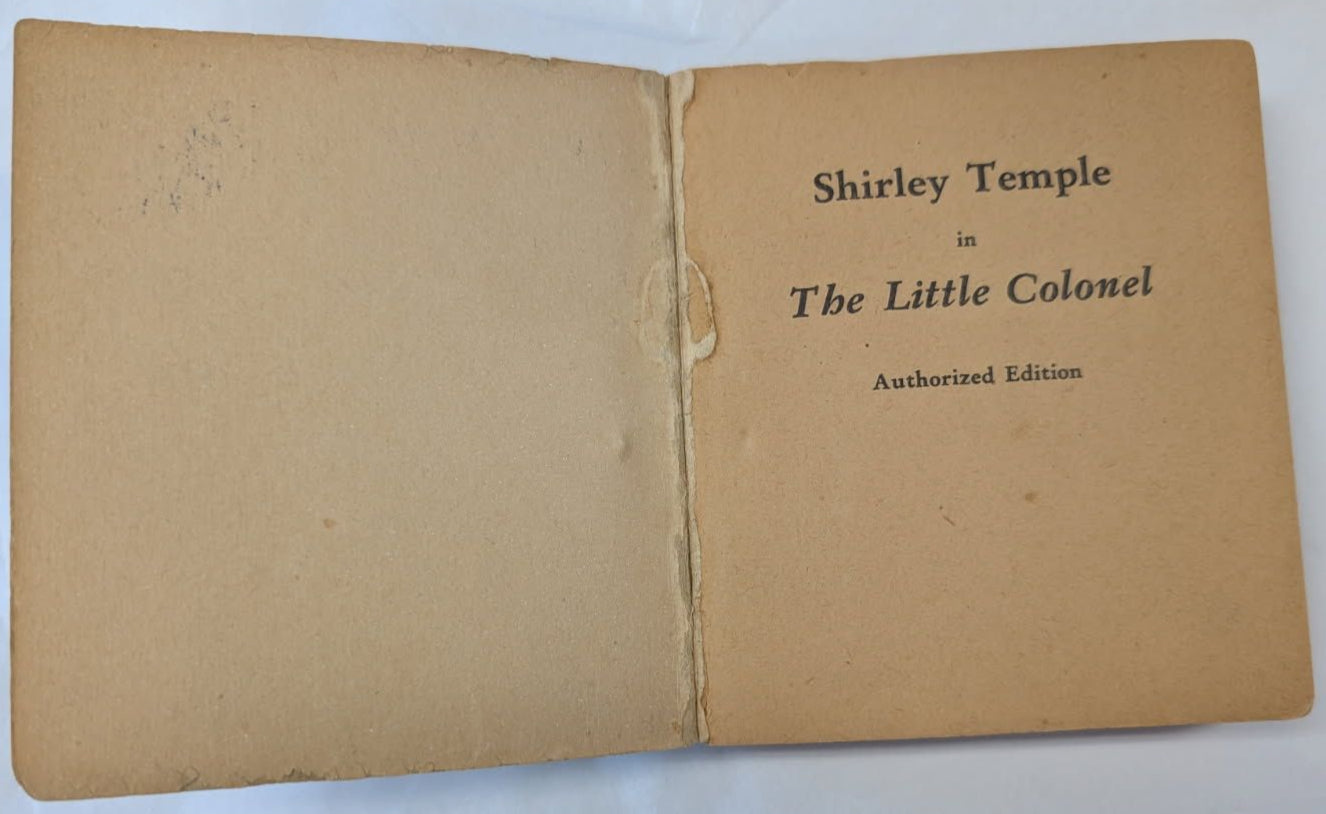 Shirley Temple
in
The Little Colonel
Authorized Edition